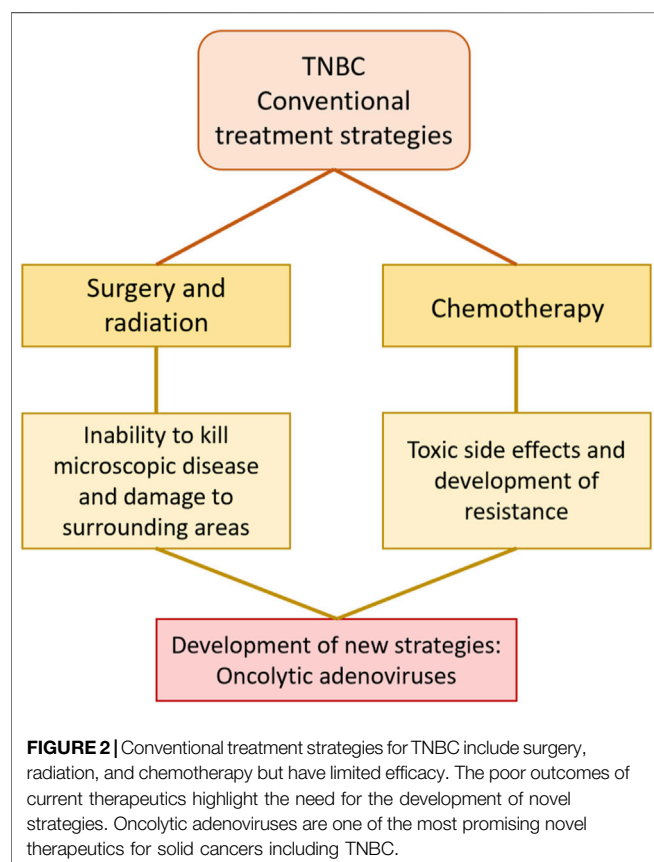 TNBC
Conventional
treatment strategies
Surgery and
radiation
Chemotherapy
Inability to kill
microscopic disease
and damage to
surrounding areas
Toxic side effects and
development of
resistance
Development of new strategies:
Oncolytic adenoviruses
FIGURE 2 | Conventional treatment strategies for TNBC include surgery,
radiation, and chemotherapy but have limited efficacy. The poor outcomes of
current therapeutics highlight the need for the development of novel
strategies. Oncolytic adenoviruses are one of the most promising novel
therapeutics for solid cancers including TNBC.